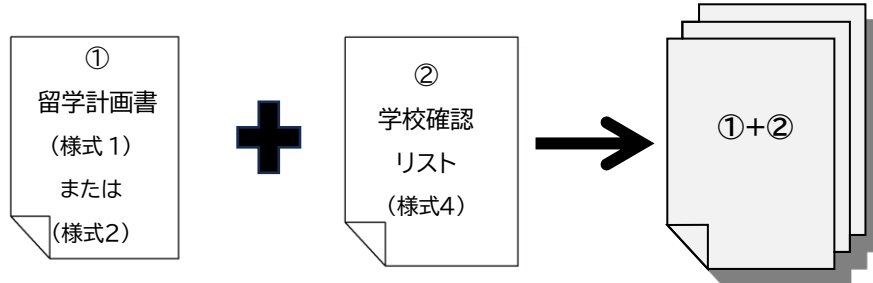 ①
留学計画書
(様式１)
または
(様式2)
②
学校確認
リスト
(様式4)
①+②